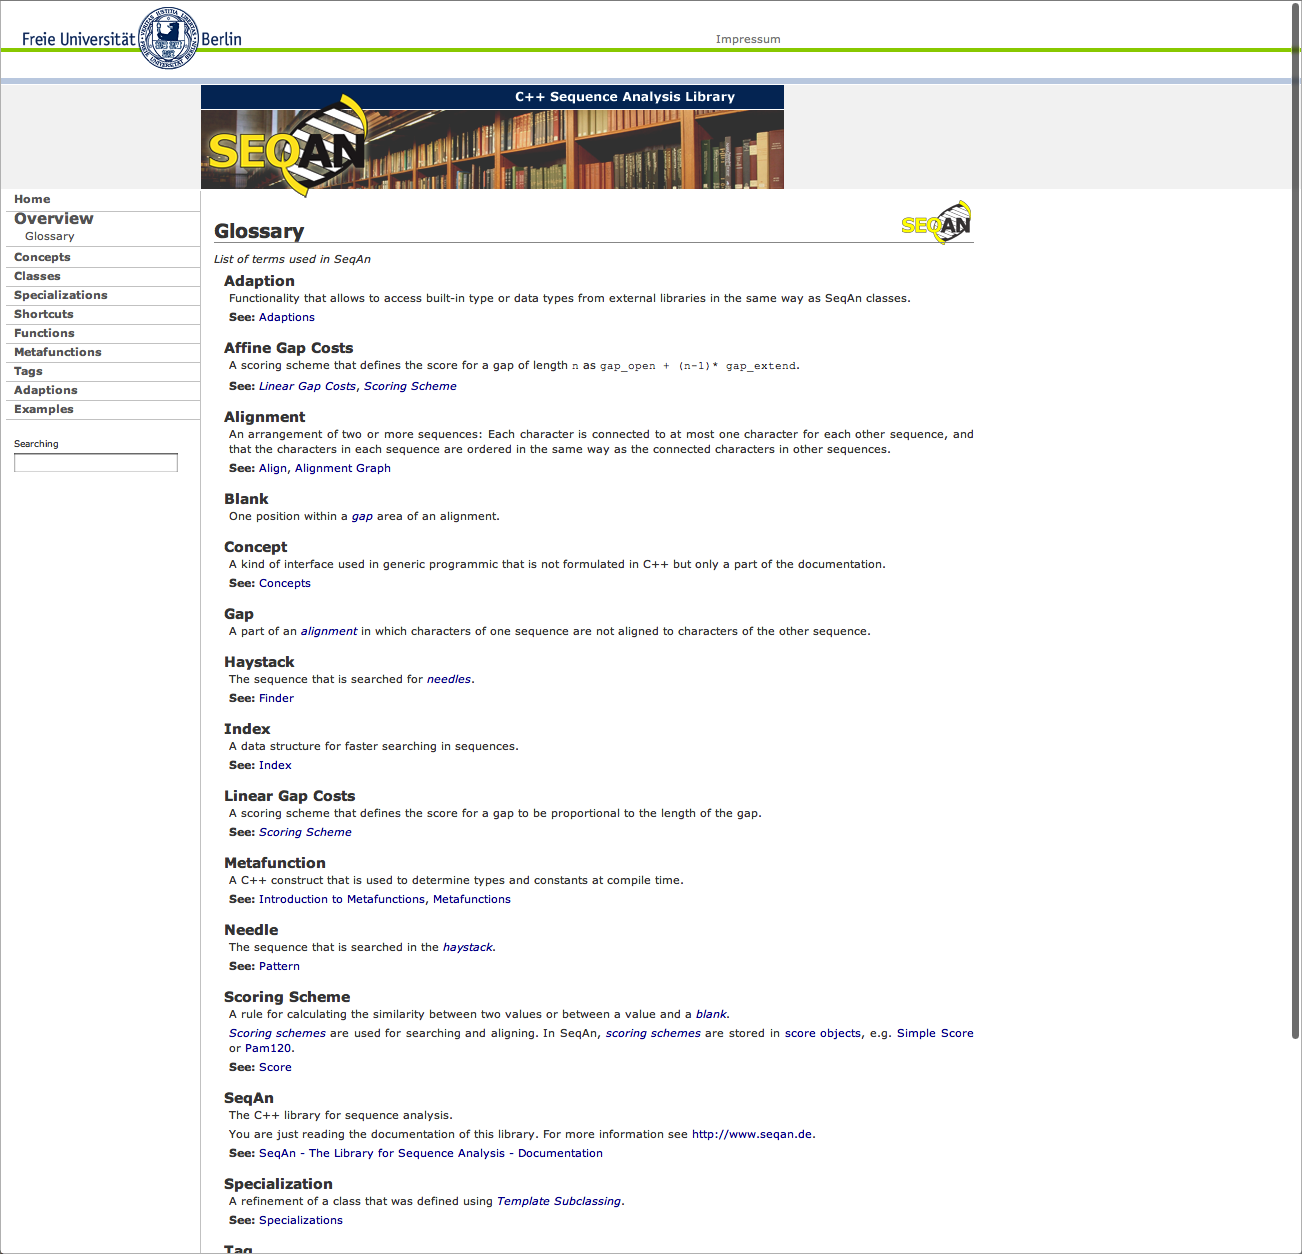 Freie Universität Berlin
Impressum
C++ Sequence Analysis Library
SEQAN
Home
Overview
Glossary
Concepts
Classes
Specializations
Shortcuts
Functions
Metafunctions
Tags
Adaptions
Examples
Searching
Glossary
SEQAN
List of terms used in SeqAn
Adaption
Functionality that allows to access built-in type or data types from external libraries in the same way as SeqAn classes.
See: Adaptions
Affine Gap Costs
A scoring scheme that defines the score for a gap of length n as gap_open + (n-1)* gap_extend.
See: Linear Gap Costs, Scoring Scheme
Alignment
An arrangement of two or more sequences: Each character is connected to at most one character for each other sequence, and
that the characters in each sequence are ordered in the same way as the connected characters in other sequences.
See: Align, Alignment Graph
Blank
One position within a gap area of an alignment.
Concept
A kind of interface used in generic programmic that is not formulated in C++ but only a part of the documentation.
See: Concepts
Gap
A part of an alignment in which characters of one sequence are not aligned to characters of the other sequence.
Haystack
The sequence that is searched for needles.
See: Finder
Index
A data structure for faster searching in sequences.
See: Index
Linear Gap Costs
A scoring scheme that defines the score for a gap to be proportional to the length of the gap.
See: Scoring Scheme
Metafunction
A C++ construct that is used to determine types and constants at compile time.
See: Introduction to Metafunctions, Metafunctions
Needle
The sequence that is searched in the haystack.
See: Pattern
Scoring Scheme
A rule for calculating the similarity between two values or between a value and a blank.
Scoring schemes are used for searching and aligning. In SeqAn, scoring schemes are stored in score objects, e.g. Simple Score
or Pam120.
See: Score
SeqAn
The C++ library for sequence analysis.
You are just reading the documentation of this library. For more information see http://www.seqan.de.
See: SeqAn - The Library for Sequence Analysis - Documentation
Specialization
A refinement of a class that was defined using Template Subclassing.
See: Specializations
Tag